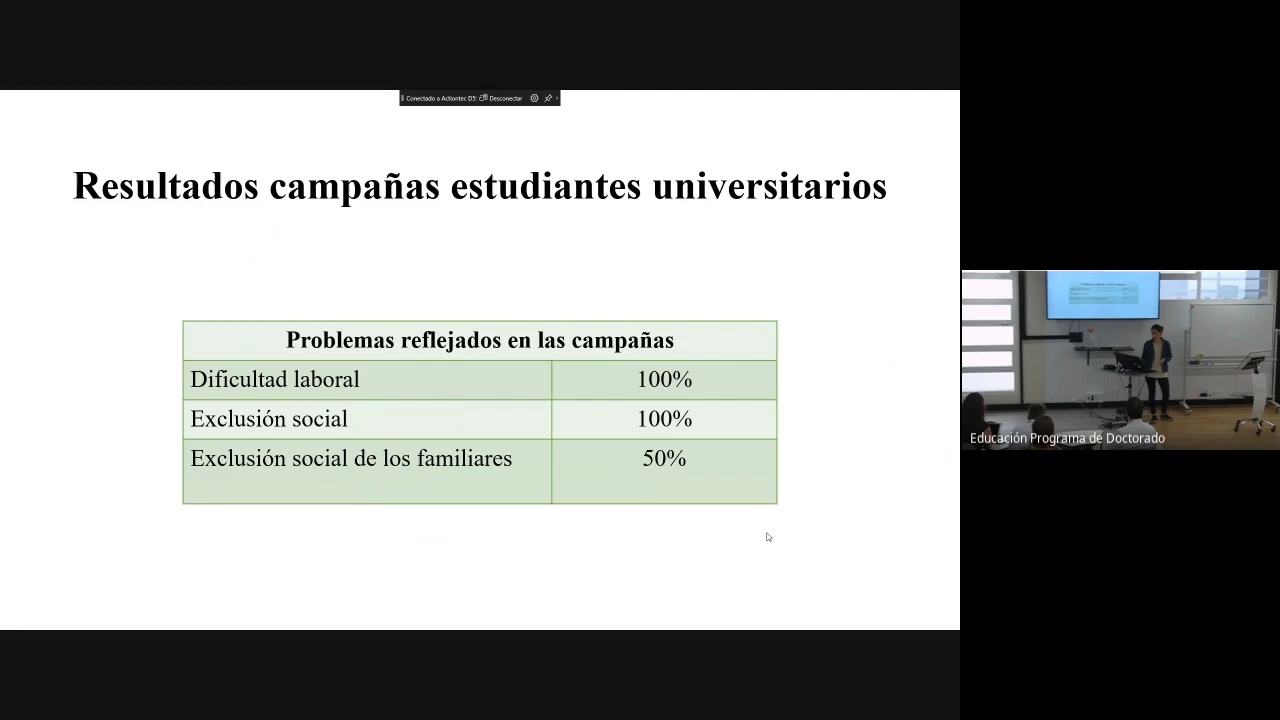 Conectado a Actiontec D5: Desconectar
Resultados campañas estudiantes universitarios
Problemas reflejados en las campañas
Dificultad laboral 100%
Exclusión social 100%
Exclusión social de los familiares 50%
Educación Programa de Doctorado